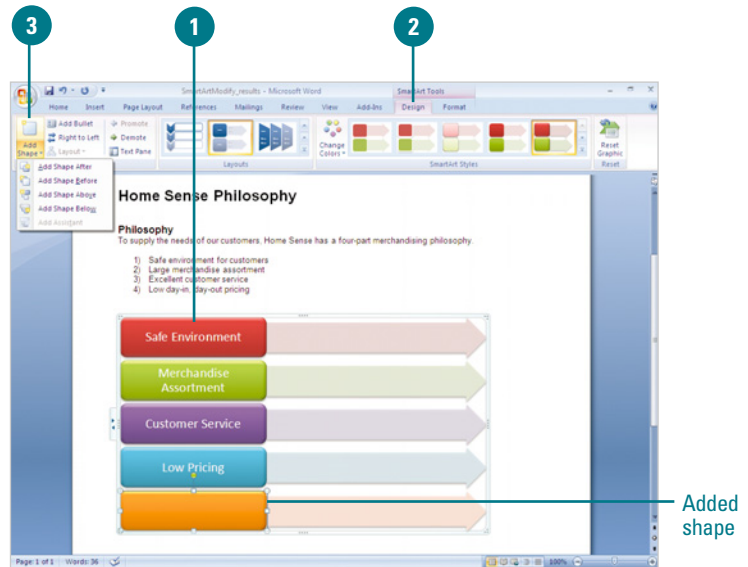 3
1
2
SmartArtModify_results - Microsoft Word
SmartArt Tools
Home Insert Page Layout References Mailings Review View Add-Ins Design Format
Add Shape
Add Bullet
Right to Left
Layout
Promote
Demote
Text Pane
Layouts
Change Colors
SmartArt Styles
Reset Graphic
Reset
Add Shape After
Add Shape Before
Add Shape Above
Add Shape Below
Add Assistant
Home Sense Philosophy
Philosophy
To supply the needs of our customers, Home Sense has a four-part merchandising philosophy.
1) Safe environment for customers
2) Large merchandise assortment
3) Excellent customer service
4) Low day-in, day-out pricing
Safe Environment
Merchandise
Assortment
Customer Service
Low Pricing
Added
shape
Page: 1 of 1 Words: 36 100%